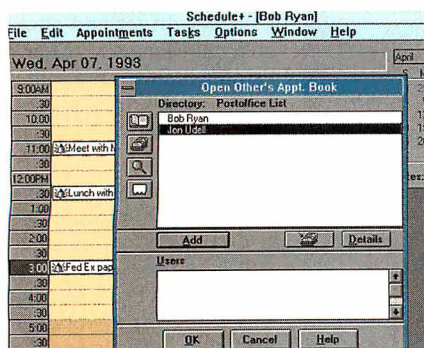 Schedule+ - [Bob Ryan]
File Edit Appointments Tasks Options Window Help
Wed, Apr 07, 1993
April
S
9:00AM
:30
10:00
:30
11:00 Meet with
:30
12:00PM
:30 Lunch with
1:00
:30
2:00
:30
3:00 Fed Ex pap
:30
4:00
:30
5:00
:30
Open Other's Appt. Book
Directory: Postoffice List
Bob Ryan
Jon Udell
Add Details
Users
OK Cancel Help